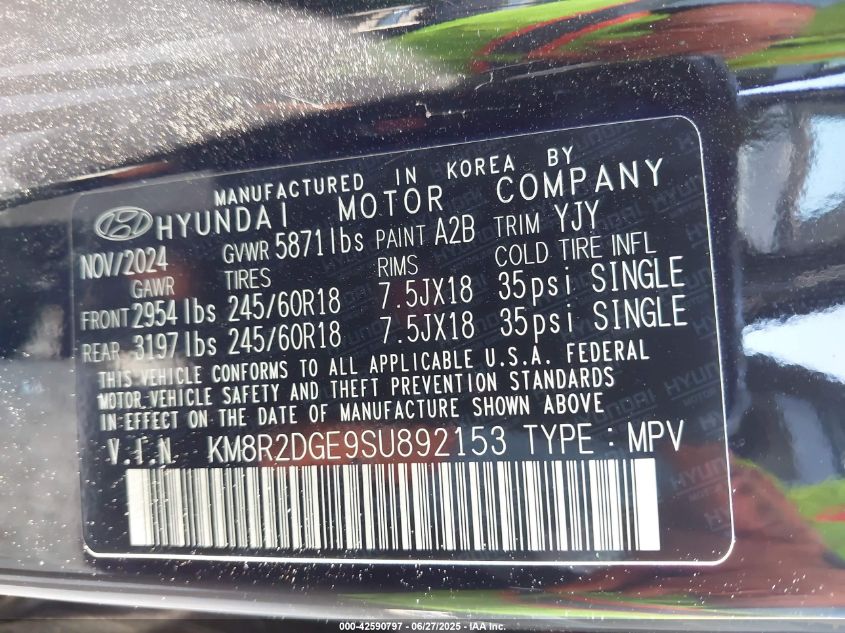 MANUFACTURED IN KOREA BY
HYUNDAI MOTOR COMPANY
NOV/2024 GVWR 5871lbs PAINT A2B TRIM YJY
GAWR TIRES RIMS COLD TIRE INFL
FRONT 2954 lbs 245/60R18 7.5JX18 35psi SINGLE
REAR 3197 lbs 245/60R18 7.5JX18 35psi SINGLE
THIS VEHICLE CONFORMS TO ALL APPLICABLE U.S.A. FEDERAL
MOTOR VEHICLE SAFETY AND THEFT PREVENTION STANDARDS
IN EFFECT ON THE DATE OF MANUFACTURE SHOWN ABOVE
V.I.N KM8R2DGE9SU892153 TYPE : MPV
000-42590797 - 06/27/2025 - IAA Inc.